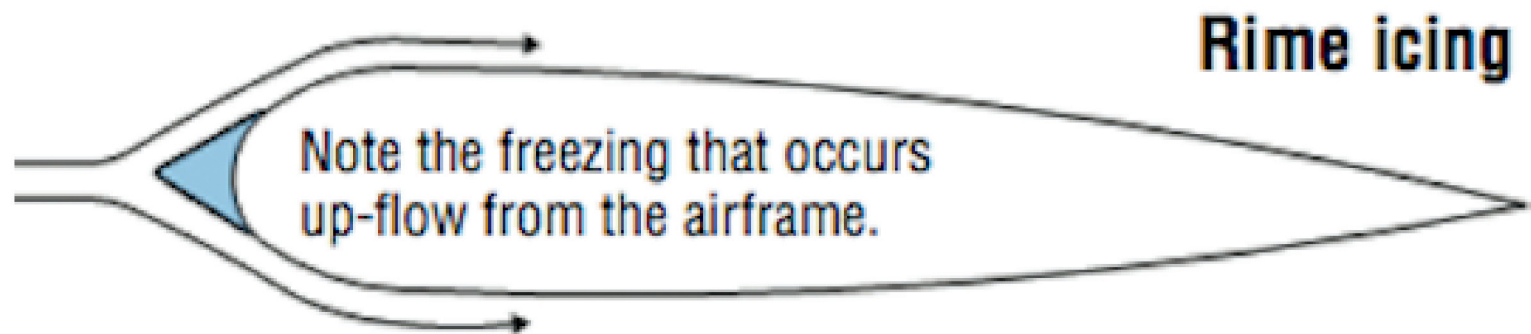 Rime icing
Note the freezing that occurs
up-flow from the airframe.